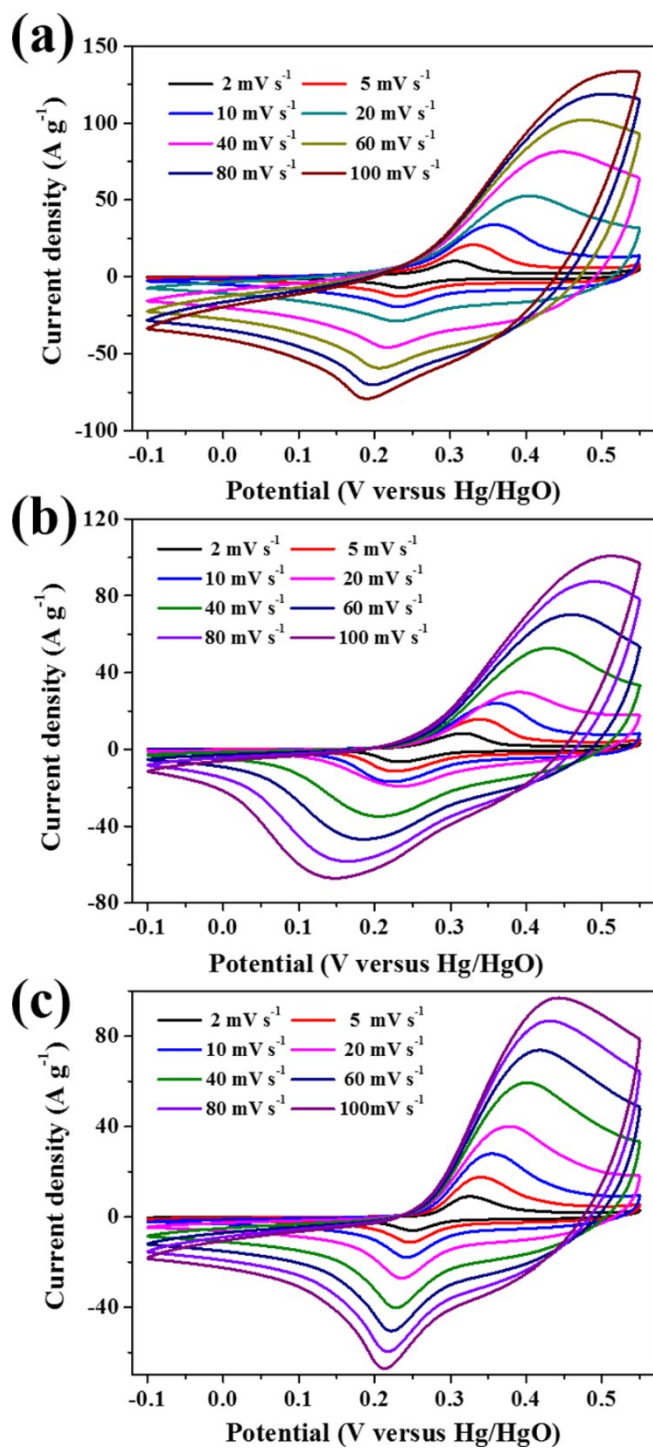 (a)
150
100
50
0
-50
-100
Current density (A g⁻¹)
2 mV s⁻¹ 5 mV s⁻¹
10 mV s⁻¹ 20 mV s⁻¹
40 mV s⁻¹ 60 mV s⁻¹
80 mV s⁻¹ 100 mV s⁻¹
-0.1 0.0 0.1 0.2 0.3 0.4 0.5
Potential (V versus Hg/HgO)
(b)
120
80
40
0
-40
-80
Current density (A g⁻¹)
2 mV s⁻¹ 5 mV s⁻¹
10 mV s⁻¹ 20 mV s⁻¹
40 mV s⁻¹ 60 mV s⁻¹
80 mV s⁻¹ 100 mV s⁻¹
-0.1 0.0 0.1 0.2 0.3 0.4 0.5
Potential (V versus Hg/HgO)
(c)
80
40
0
-40
Current density (A g⁻¹)
2 mV s⁻¹ 5 mV s⁻¹
10 mV s⁻¹ 20 mV s⁻¹
40 mV s⁻¹ 60 mV s⁻¹
80 mV s⁻¹ 100mV s⁻¹
-0.1 0.0 0.1 0.2 0.3 0.4 0.5
Potential (V versus Hg/HgO)